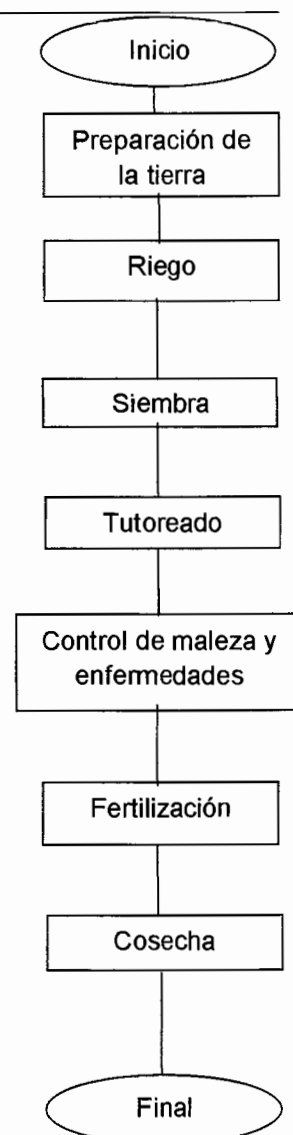 Inicio
Preparación de
la tierra
Riego
Siembra
Tutoreado
Control de maleza y
enfermedades
Fertilización
Cosecha
Final